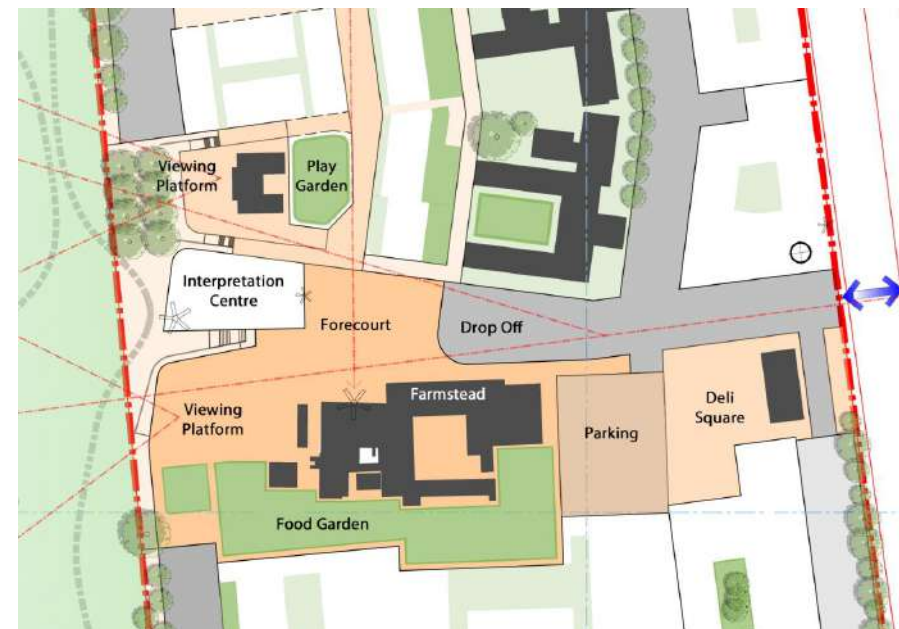 Viewing
Platform
Play
Garden
Interpretation
Centre
Forecourt
Drop Off
Farmstead
Viewing
Platform
Deli
Square
Parking
Food Garden